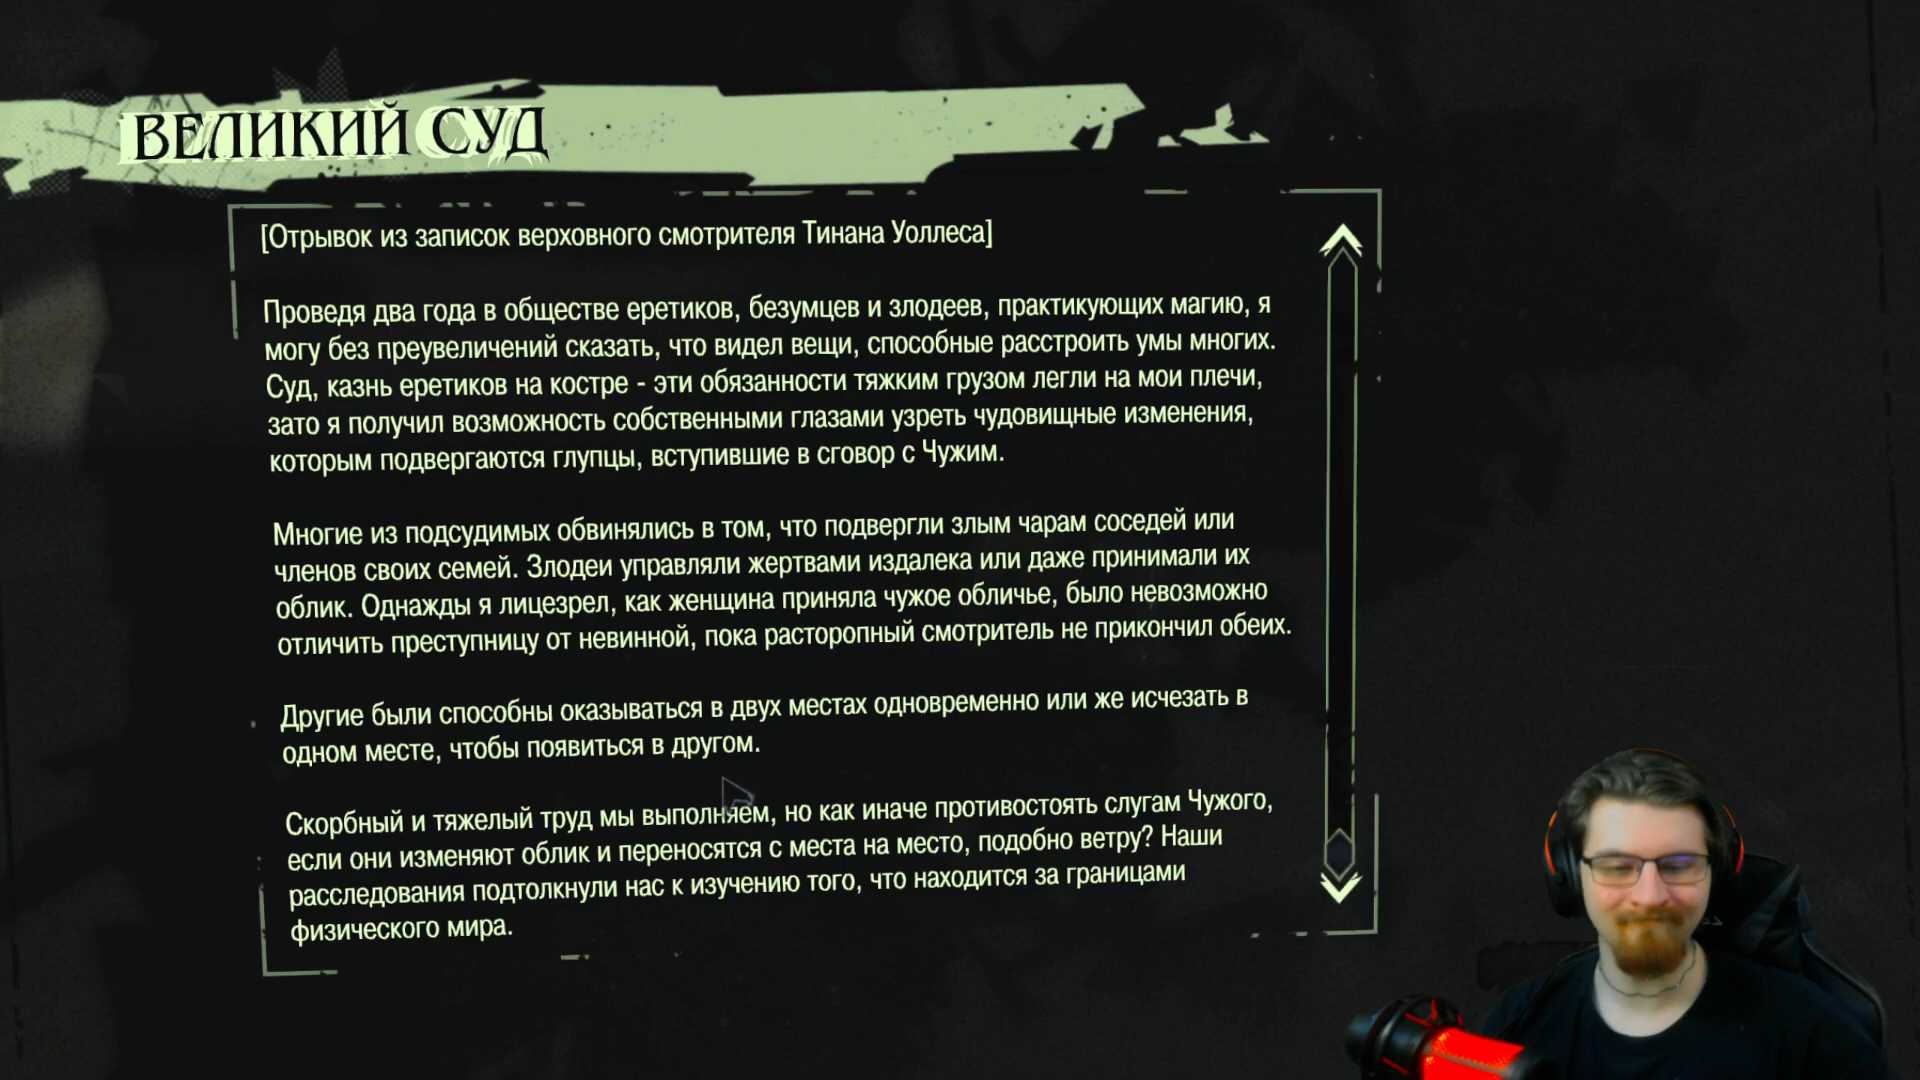 ВЕЛИКИЙ СУД
[Отрывок из записок верховного смотрителя Тинана Уоллеса]
Проведя два года в обществе еретиков, безумцев и злодеев, практикующих магию, я
могу без преувеличений сказать, что видел вещи, способные расстроить умы многих.
Суд, казнь еретиков на костре - эти обязанности тяжким грузом легли на мои плечи,
зато я получил возможность собственными глазами узреть чудовищные изменения,
которым подвергаются глупцы, вступившие в сговор с Чужим.
Многие из подсудимых обвинялись в том, что подвергли злым чарам соседей или
членов своих семей. Злодеи управляли жертвами издалека или даже принимали их
облик. Однажды я лицезрел, как женщина приняла чужое обличье, было невозможно
отличить преступницу от невинной, пока расторопный смотритель не прикончил обеих.
Другие были способны оказываться в двух местах одновременно или же исчезать в
одном месте, чтобы появиться в другом.
Скорбный и тяжелый труд мы выполняем, но как иначе противостоять слугам Чужого,
если они изменяют облик и переносятся с места на место, подобно ветру? Наши
расследования подтолкнули нас к изучению того, что находится за границами
физического мира.